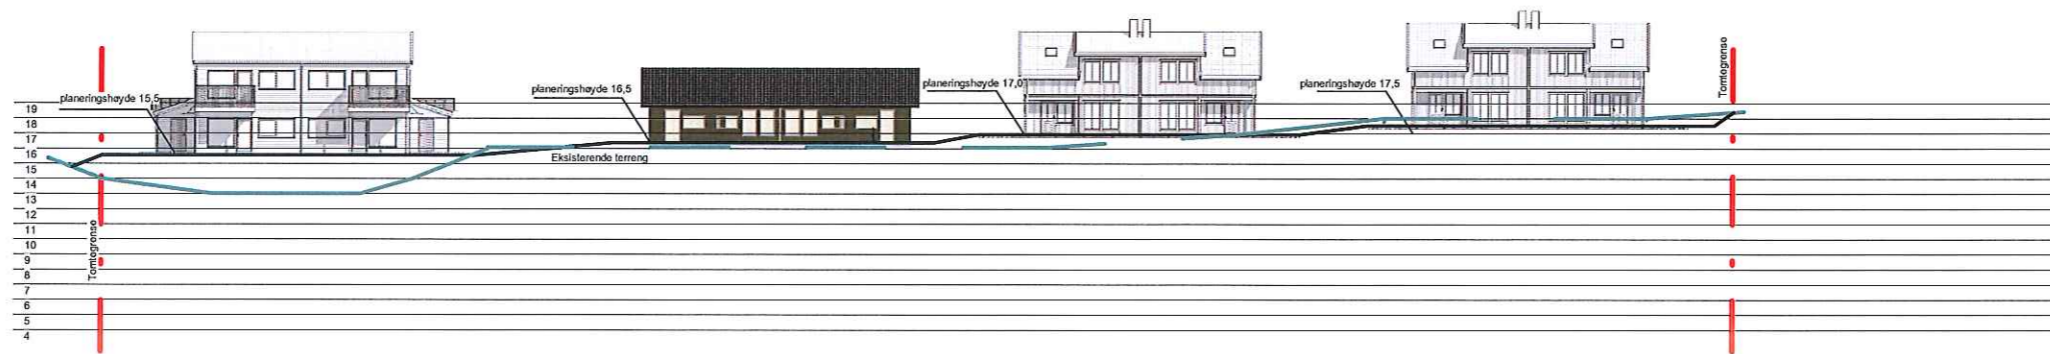 planeringshøyde 15,5
planeringshøyde 16,5
planeringshøyde 17,0
planeringshøyde 17,5
Tomtegrense
19
18
17
16
15
14
13
12
11
10
9
8
7
6
5
4
Eksisterende terreng
Tomtegrense